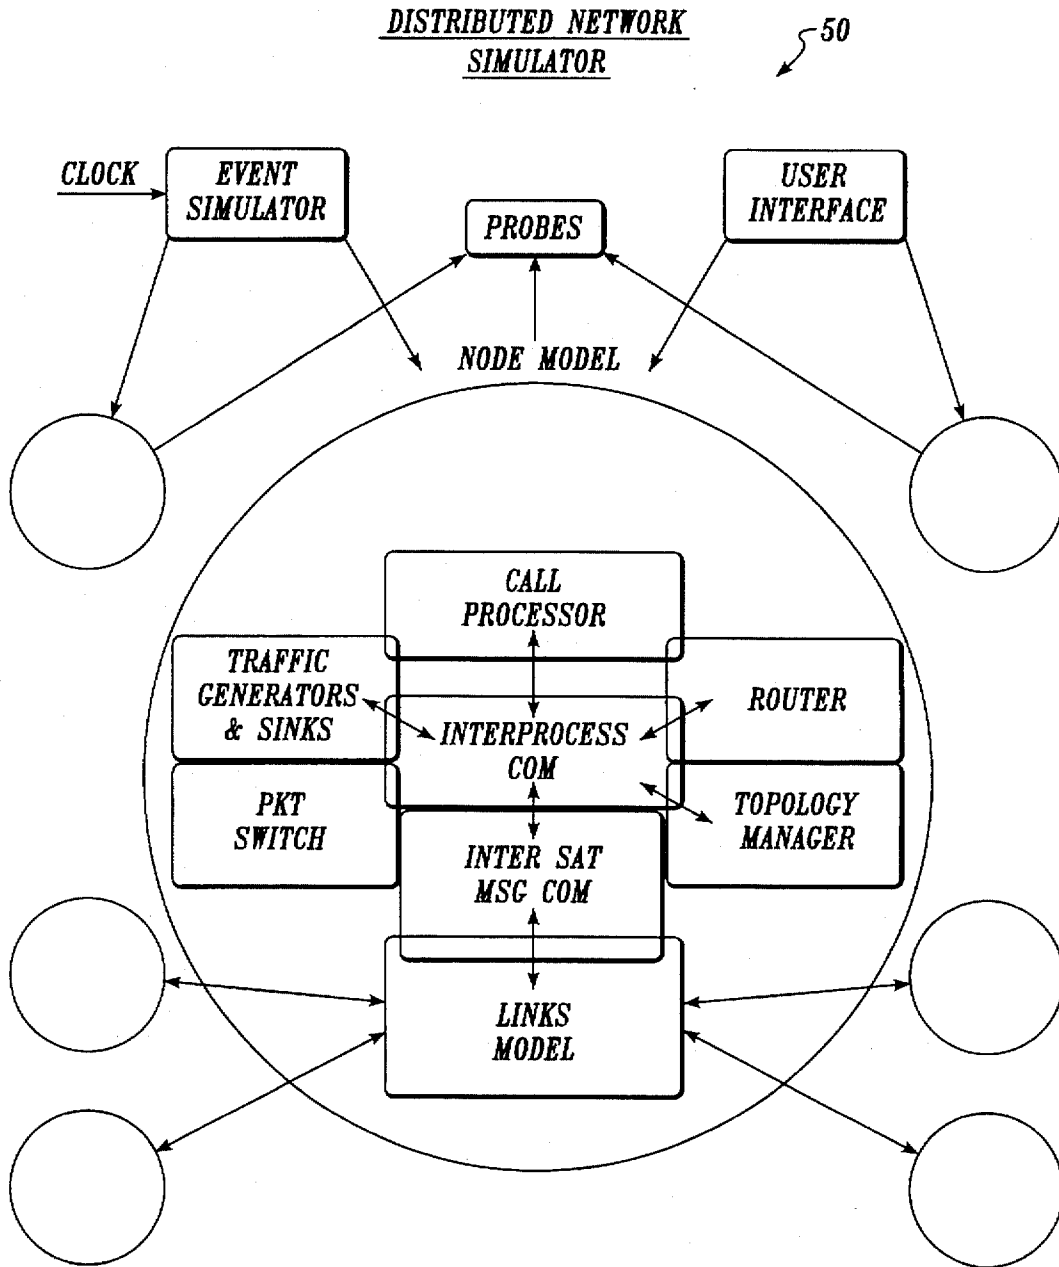 DISTRIBUTED NETWORK
SIMULATOR
50
CLOCK
EVENT
SIMULATOR
PROBES
USER
INTERFACE
NODE MODEL
CALL
PROCESSOR
TRAFFIC
GENERATORS
& SINKS
INTERPROCESS
COM
ROUTER
PKT
SWITCH
INTER SAT
MSG COM
TOPOLOGY
MANAGER
LINKS
MODEL